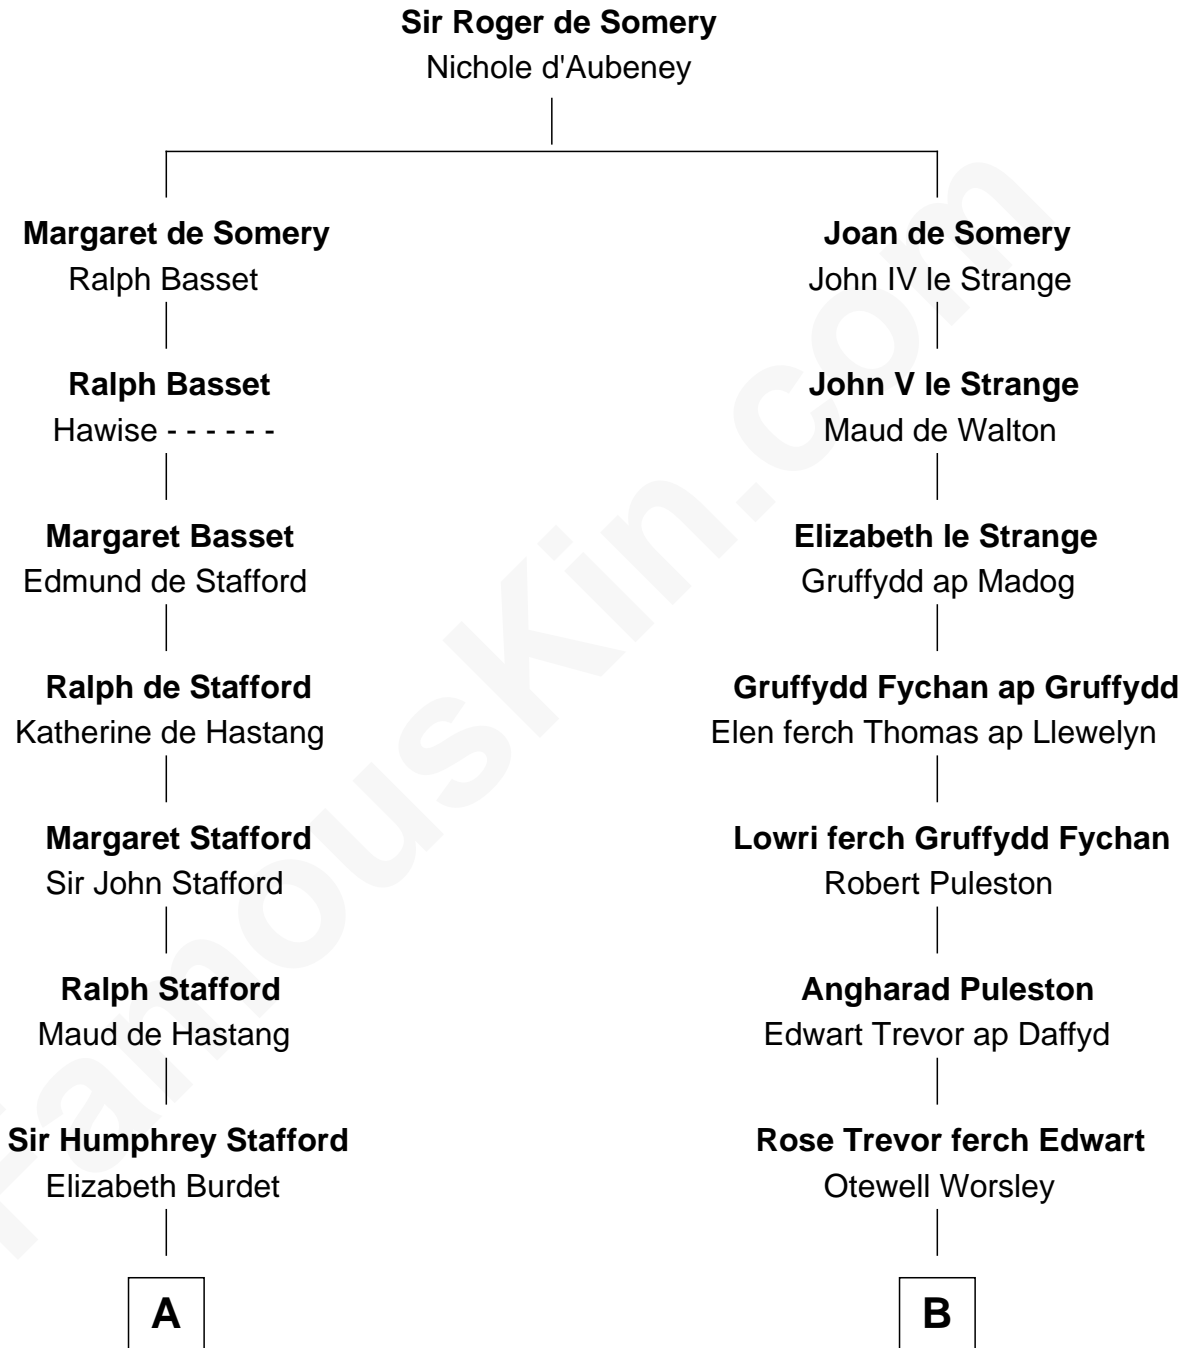 Sir Roger de Somery
Nichole d'Aubeney
Margaret de Somery
Ralph Basset
Joan de Somery
John IV le Strange
Ralph Basset
Hawise - - - - - -
John V le Strange
Maud de Walton
Margaret Basset
Edmund de Stafford
Elizabeth le Strange
Gruffydd ap Madog
Ralph de Stafford
Katherine de Hastang
Gruffydd Fychan ap Gruffydd
Elen ferch Thomas ap Llewelyn
Margaret Stafford
Sir John Stafford
Lowri ferch Gruffydd Fychan
Robert Puleston
Ralph Stafford
Maud de Hastang
Angharad Puleston
Edwart Trevor ap Daffyd
Sir Humphrey Stafford
Elizabeth Burdet
Rose Trevor ferch Edwart
Otewell Worsley
A
B
FamousKin.com